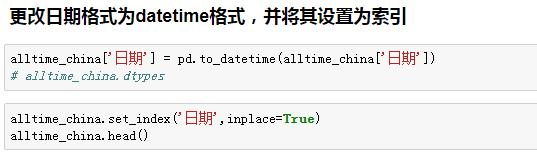 更改日期格式为datetime格式，并将其设置为索引
alltime_china['日期'] = pd.to_datetime(alltime_china['日期'])
# alltime_china.dtypes
alltime_china.set_index('日期',inplace=True)
alltime_china.head()